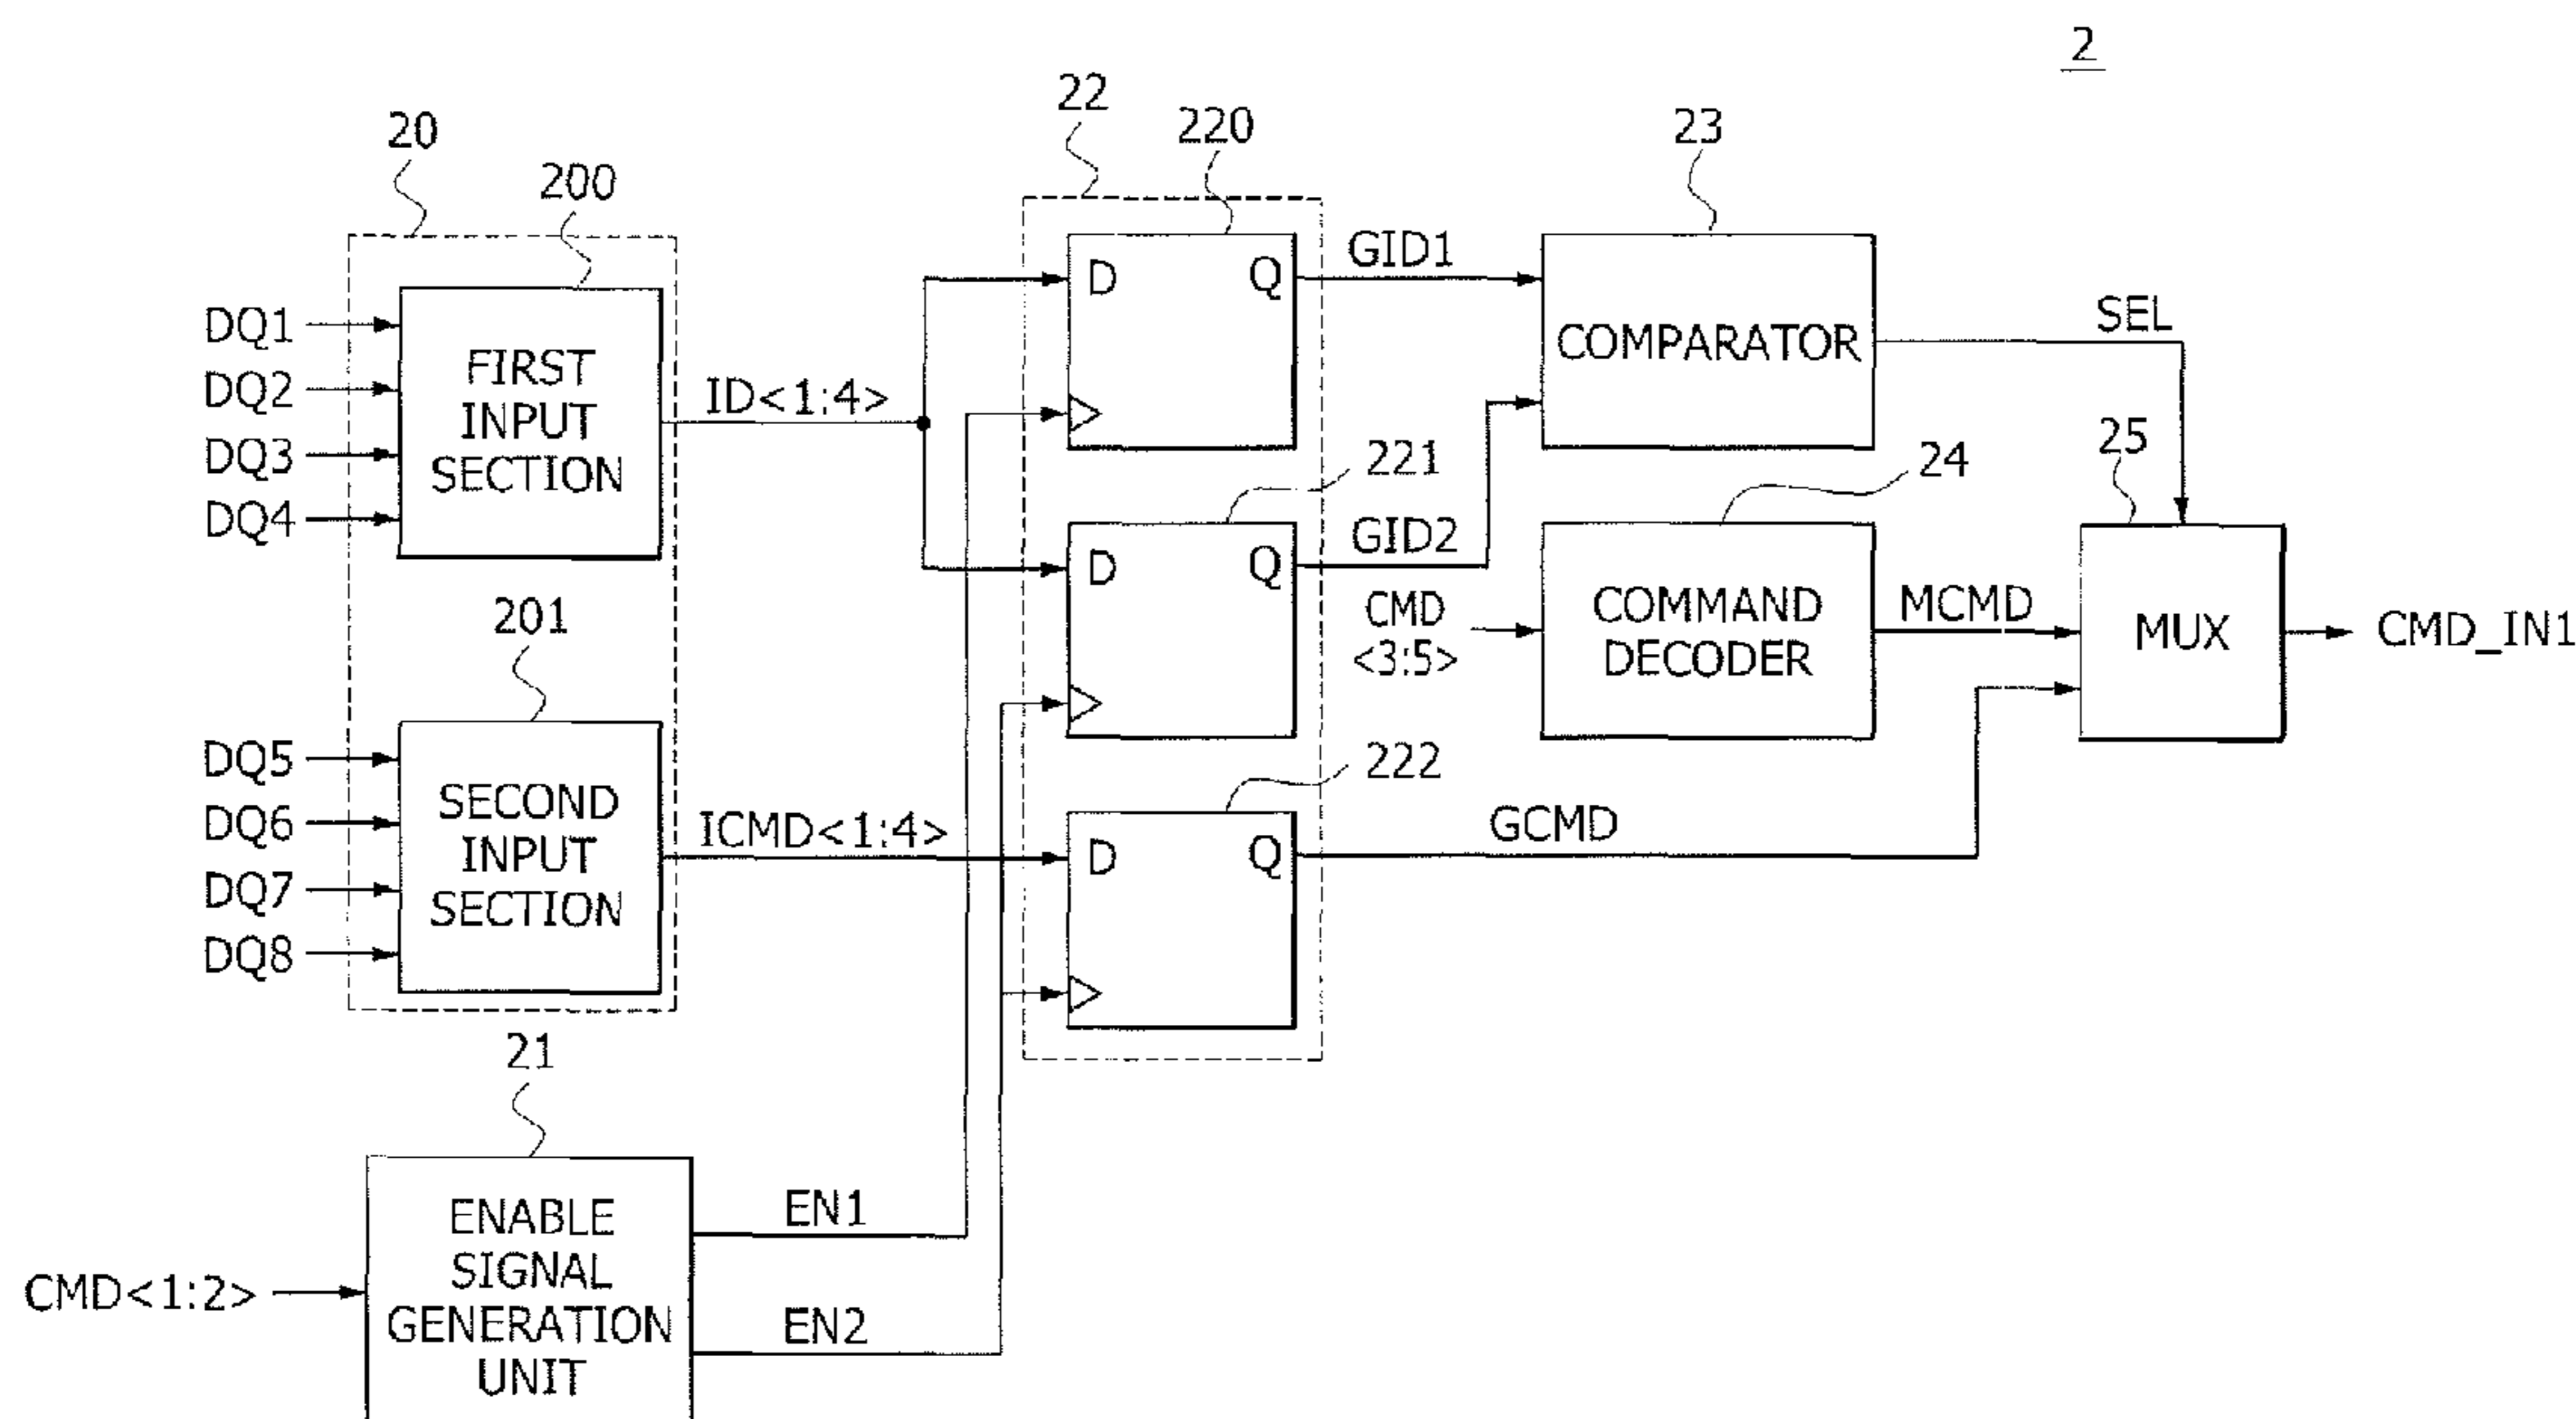 2
22
220
23
20
200
GID1
D
Q
SEL
DQ1
DQ2
DQ3
DQ4
FIRST
INPUT
SECTION
ID<1:4>
COMPARATOR
25
221
24
GID2
D
Q
CMD
<3:5>
COMMAND
DECODER
MCMD
MUX
CMD_IN1
201
222
DQ5
DQ6
DQ7
DQ8
SECOND
INPUT
SECTION
ICMD<1:4>
D
Q
GCMD
21
CMD<1:2>
ENABLE
SIGNAL
GENERATION
UNIT
EN1
EN2